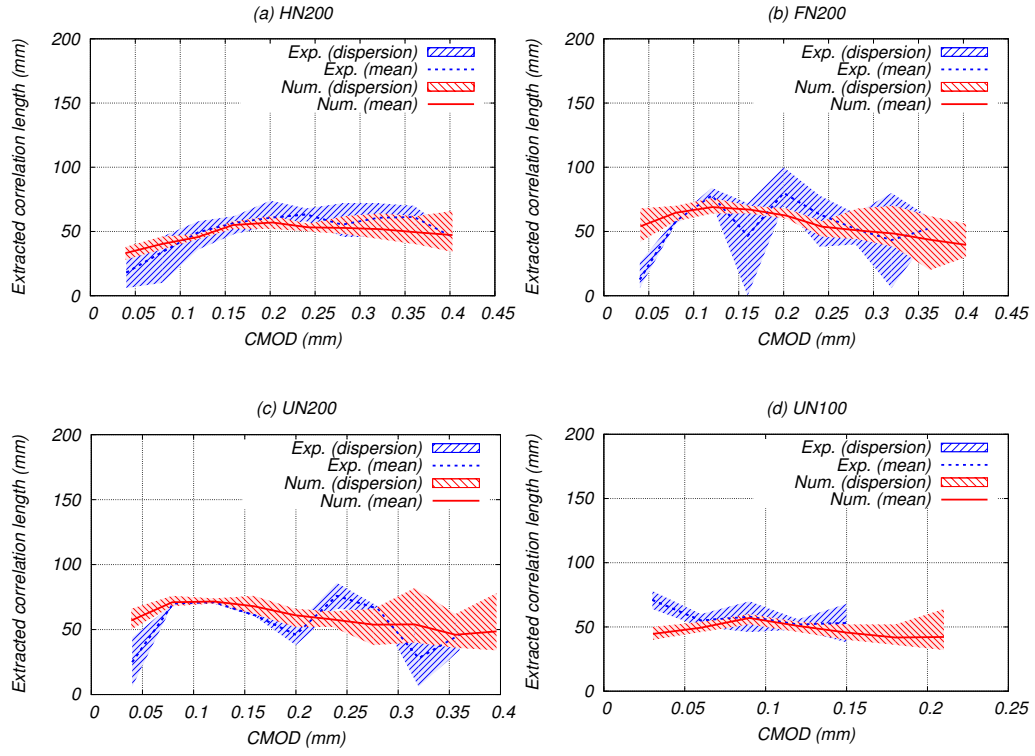 (a) HN200
Extracted correlation length (mm)
200
150
100
50
0
Exp. (dispersion)
Exp. (mean)
Num. (dispersion)
Num. (mean)
0 0.05 0.1 0.15 0.2 0.25 0.3 0.35 0.4 0.45
CMOD (mm)
(b) FN200
Extracted correlation length (mm)
200
150
100
50
0
Exp. (dispersion)
Exp. (mean)
Num. (dispersion)
Num. (mean)
0 0.05 0.1 0.15 0.2 0.25 0.3 0.35 0.4 0.45
CMOD (mm)
(c) UN200
Extracted correlation length (mm)
200
150
100
50
0
Exp. (dispersion)
Exp. (mean)
Num. (dispersion)
Num. (mean)
0 0.05 0.1 0.15 0.2 0.25 0.3 0.35 0.4
CMOD (mm)
(d) UN100
Extracted correlation length (mm)
200
150
100
50
0
Exp. (dispersion)
Exp. (mean)
Num. (dispersion)
Num. (mean)
0 0.05 0.1 0.15 0.2 0.25
CMOD (mm)